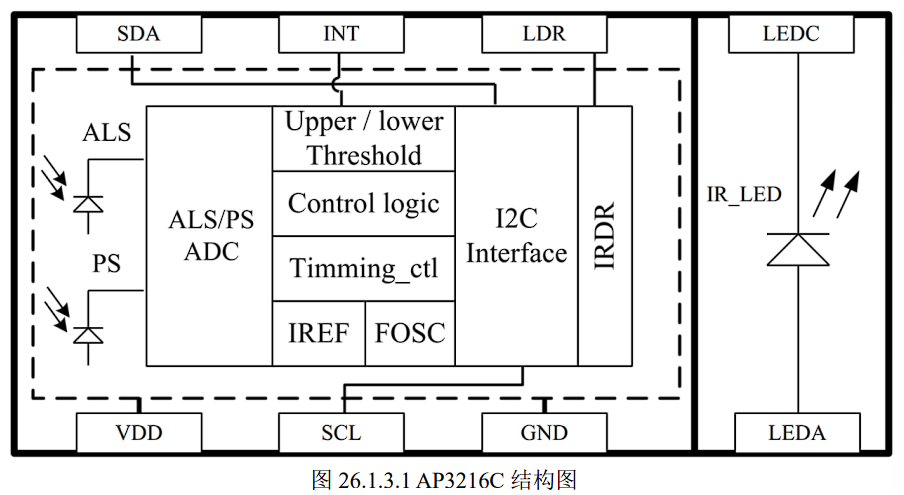 SDA
INT
LDR
LEDC
ALS
PS
ALS/PS
ADC
Upper / lower
Threshold
Control logic
Timming_ctl
IREF
FOSC
I2C
Interface
IRDR
IR_LED
VDD
SCL
GND
LEDA
图 26.1.3.1 AP3216C 结构图